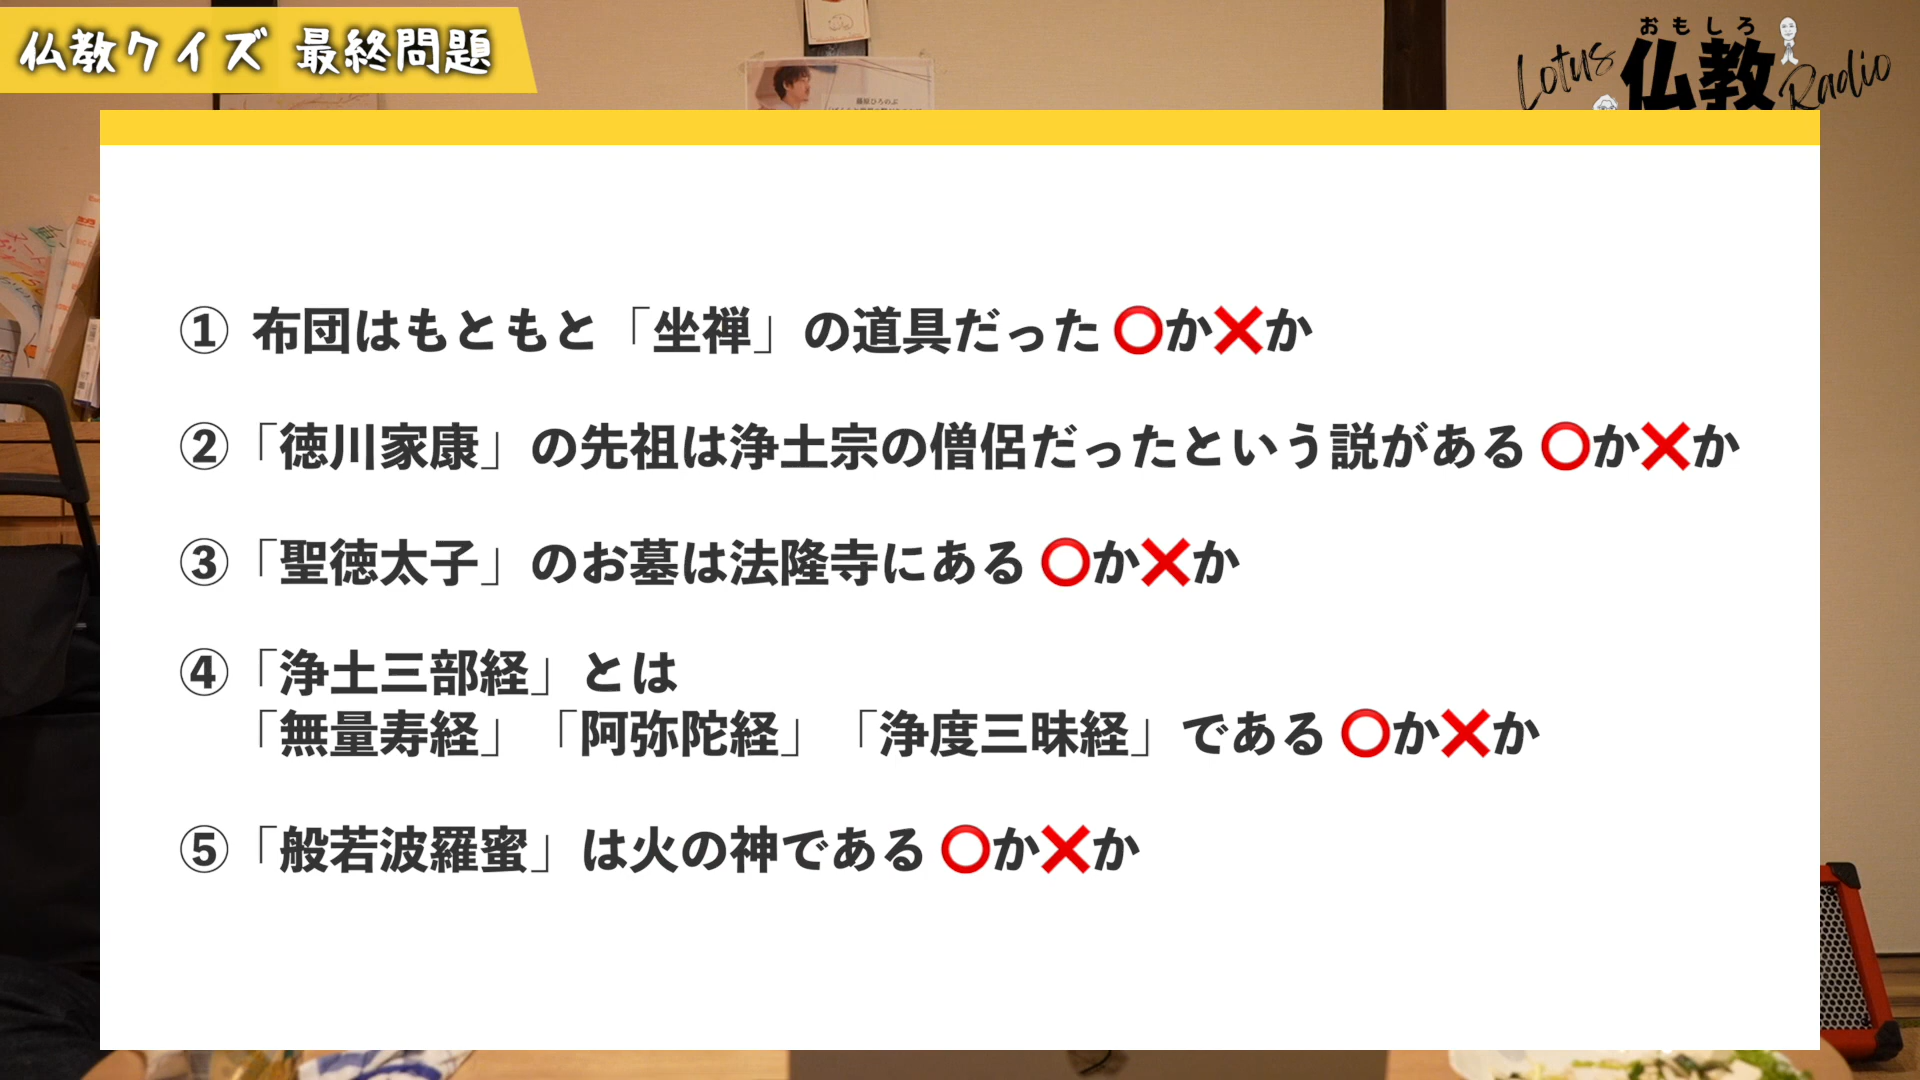 仏教クイズ 最終問題
おもしろ
Lotus 仏教 Radio
① 布団はもともと「坐禅」の道具だった⭕か❌か
②「徳川家康」の先祖は浄土宗の僧侶だったという説がある⭕か❌か
③「聖徳太子」のお墓は法隆寺にある⭕か❌か
④「浄土三部経」とは
「無量寿経」「阿弥陀経」「浄度三昧経」である⭕か❌か
⑤「般若波羅蜜」は火の神である⭕か❌か